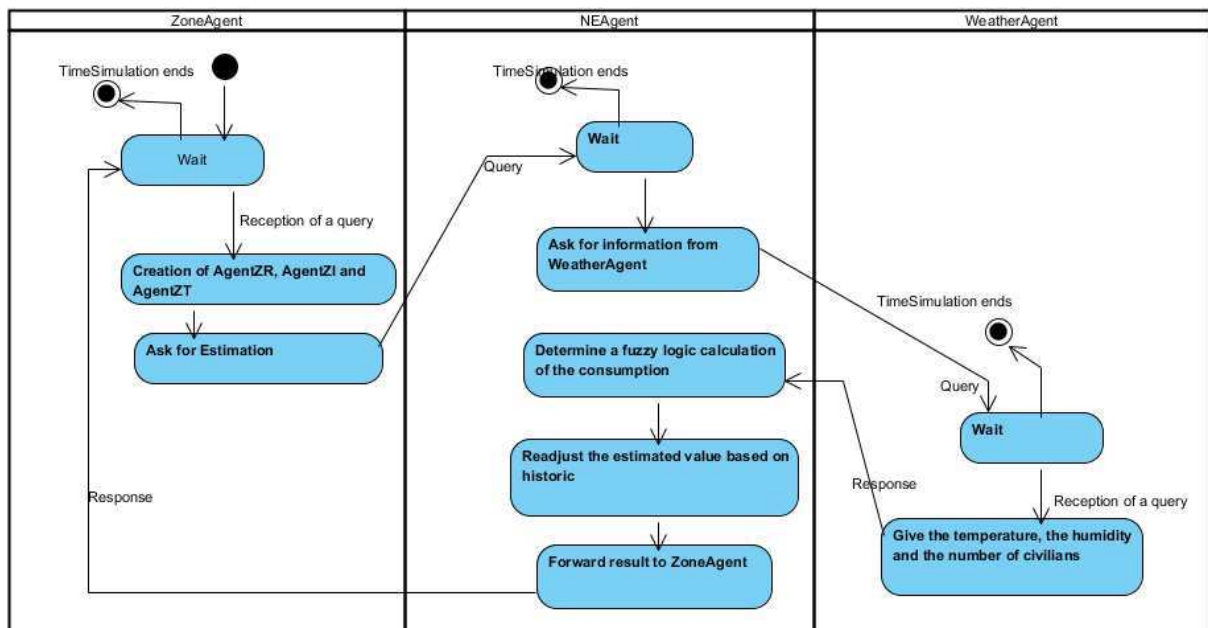 ZoneAgent
NEAgent
WeatherAgent
TimeSimulation ends
Wait
Reception of a query
Creation of AgentZR, AgentZI and
AgentZT
Ask for Estimation
Response
TimeSimulation ends
Wait
Query
Ask for information from
WeatherAgent
Determine a fuzzy logic calculation
of the consumption
Readjust the estimated value based on
historic
Forward result to ZoneAgent
TimeSimulation ends
Query
Wait
Reception of a query
Response
Give the temperature, the humidity
and the number of civilians